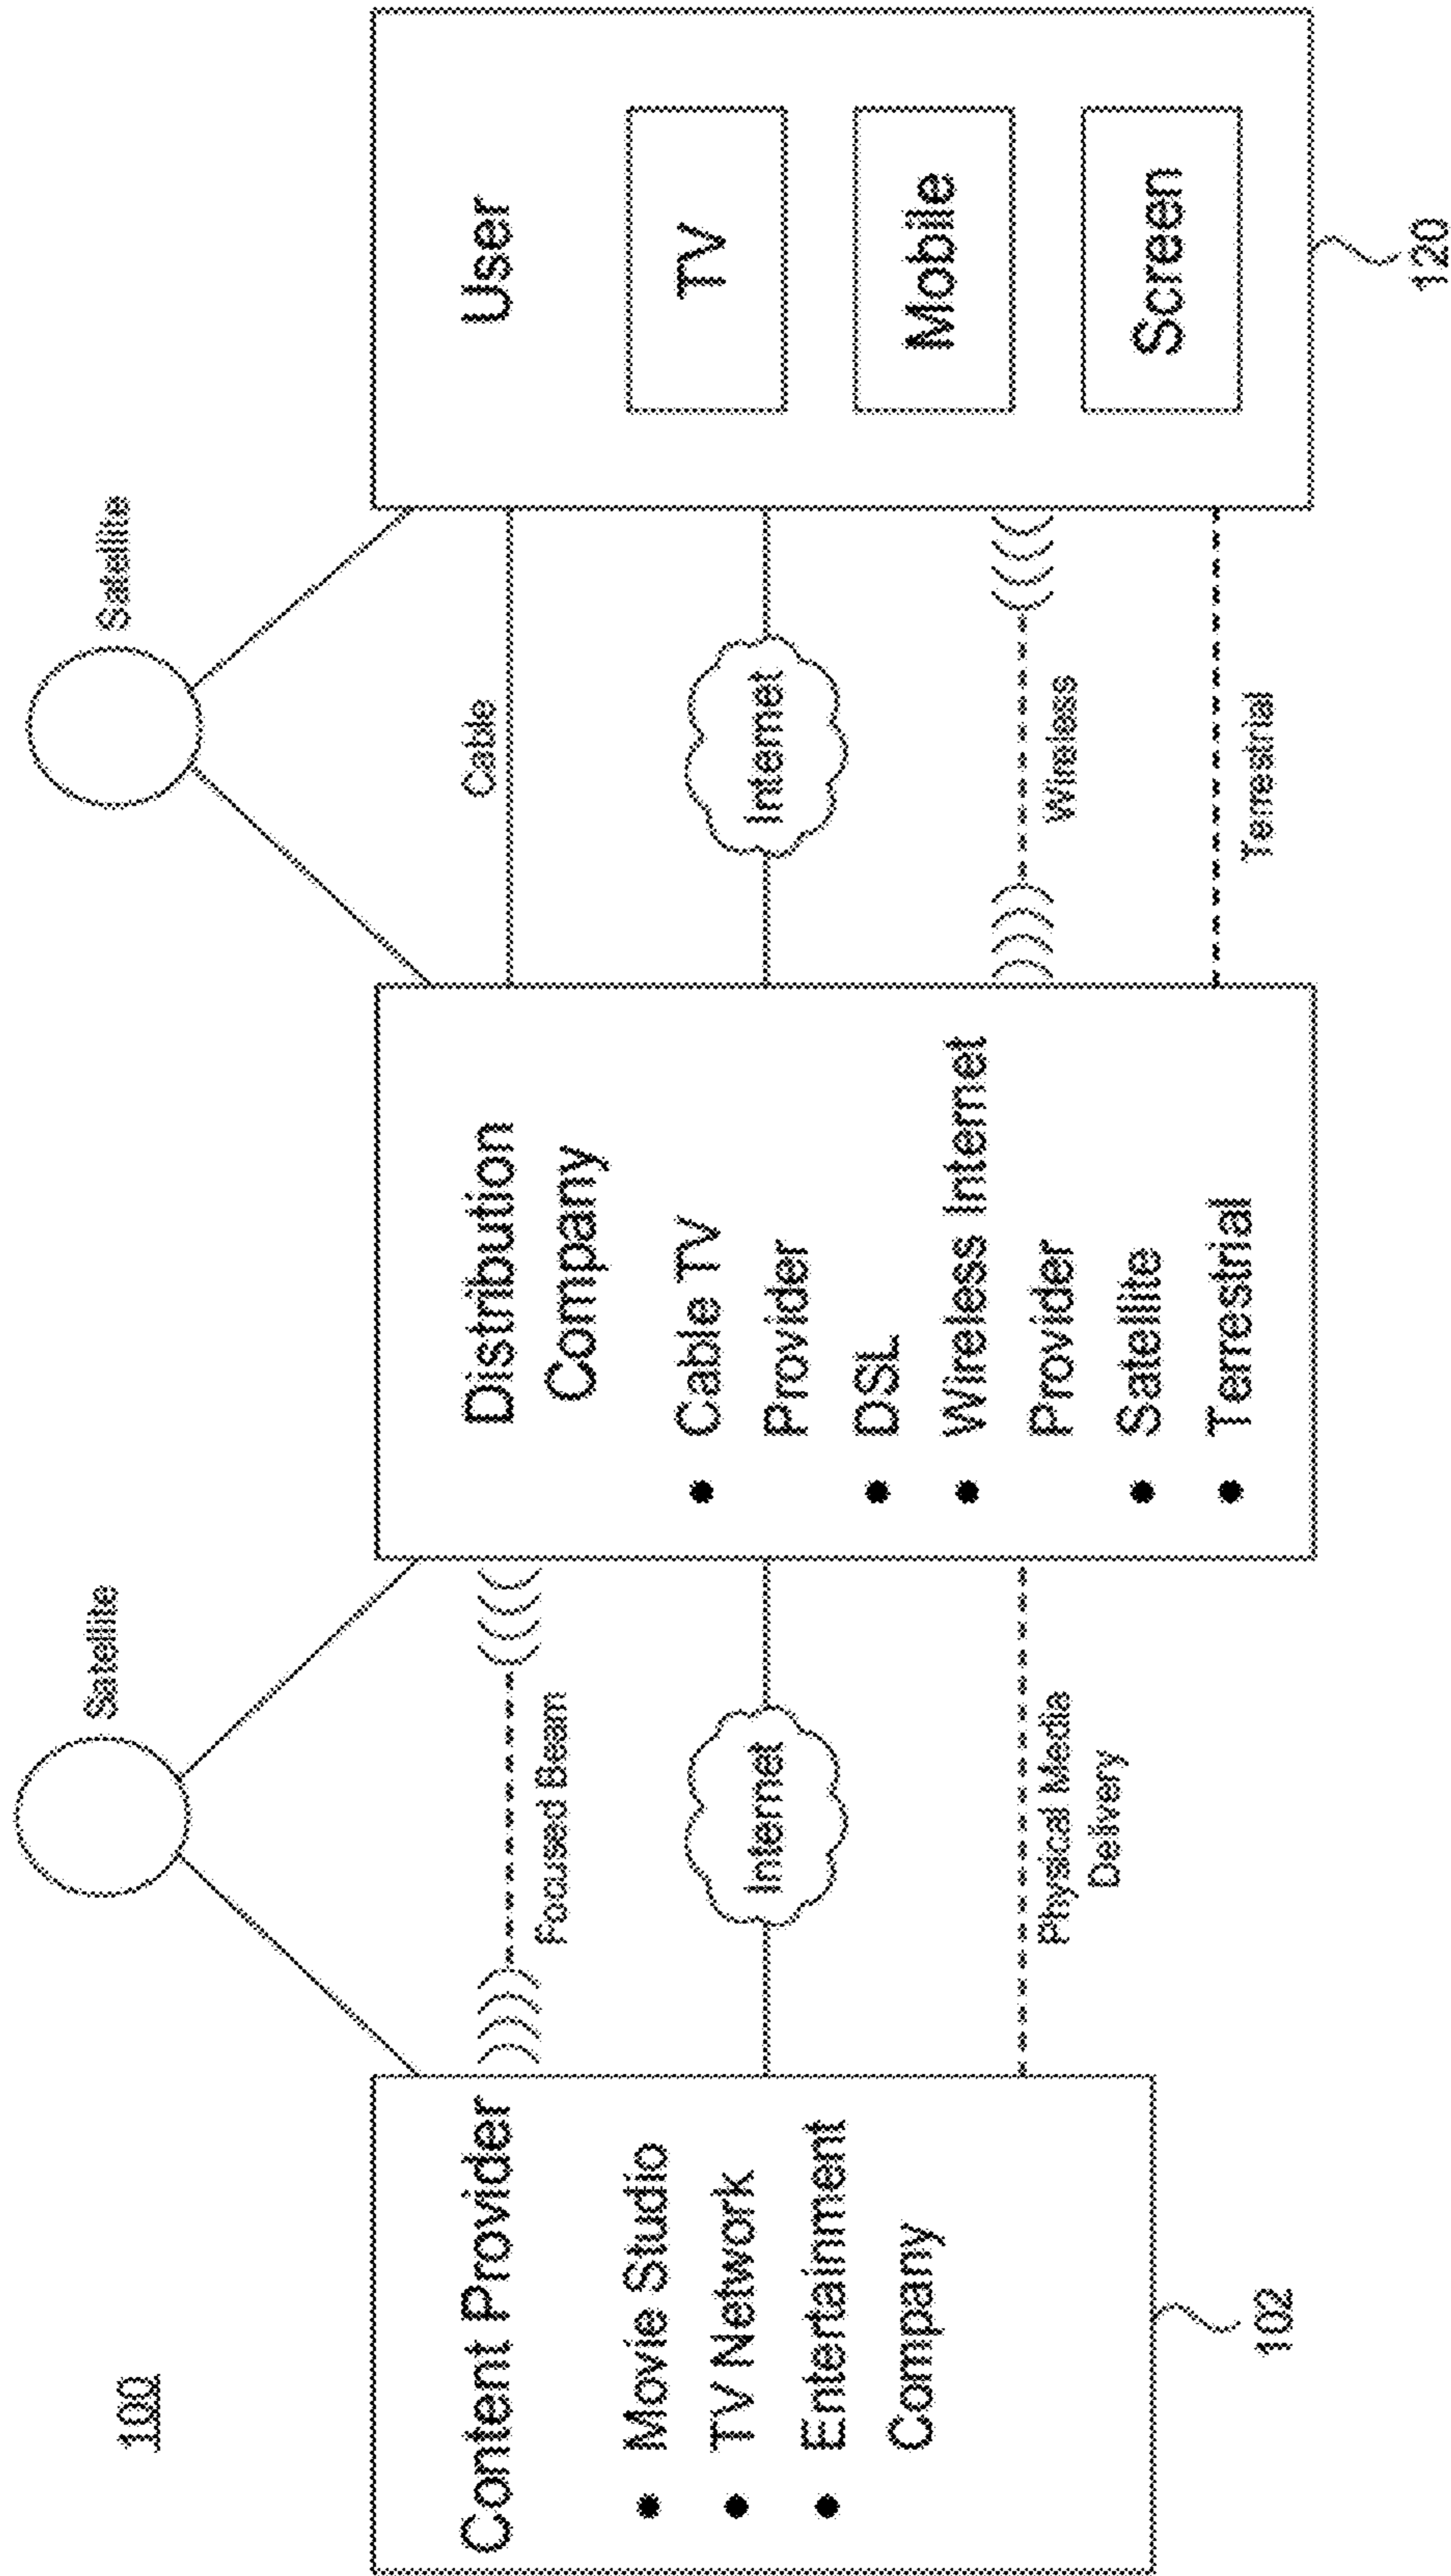 100
Satellite
Satellite
Content Provider
● Movie Studio
● TV Network
● Entertainment
Company
102
Focused Beam
Internet
Physical Media
Delivery
Distribution
Company
● Cable TV
Provider
● DSL
● Wireless Internet
Provider
● Satellite
● Terrestrial
Cable
Internet
Wireless
Terrestrial
User
TV
Mobile
Screen
120